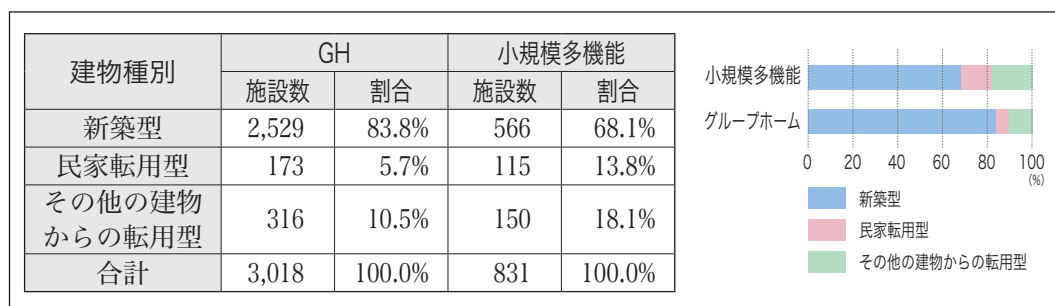 建物種別 GH 小規模多機能
施設数 割合 施設数 割合
新築型 2,529 83.8% 566 68.1%
民家転用型 173 5.7% 115 13.8%
その他の建物
からの転用型 316 10.5% 150 18.1%
合計 3,018 100.0% 831 100.0%
小規模多機能
グループホーム
0 20 40 60 80 100
(%)
新築型
民家転用型
その他の建物からの転用型